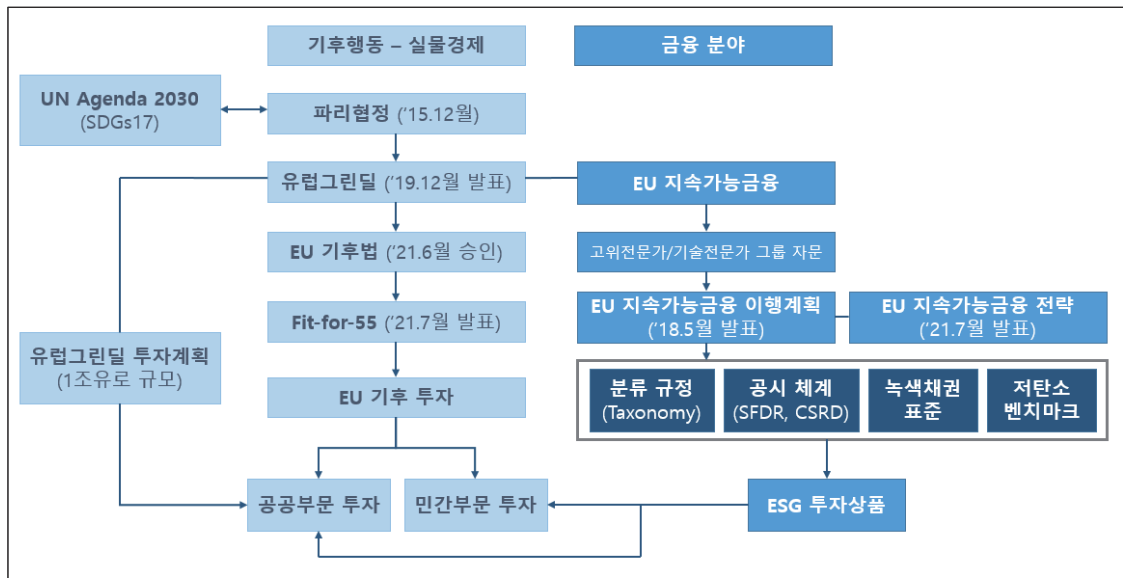 기후행동 – 실물경제
금융 분야
UN Agenda 2030
(SDGs17)
파리협정 (’15.12월)
유럽그린딜 (’19.12월 발표)
EU 지속가능금융
EU 기후법 (’21.6월 승인)
고위전문가/기술전문가 그룹 자문
Fit-for-55 (’21.7월 발표)
EU 지속가능금융 이행계획
(’18.5월 발표)
EU 지속가능금융 전략
(’21.7월 발표)
유럽그린딜 투자계획
(1조유로 규모)
EU 기후 투자
분류 규정
(Taxonomy)
공시 체계
(SFDR, CSRD)
녹색채권
표준
저탄소
벤치마크
공공부문 투자
민간부문 투자
ESG 투자상품